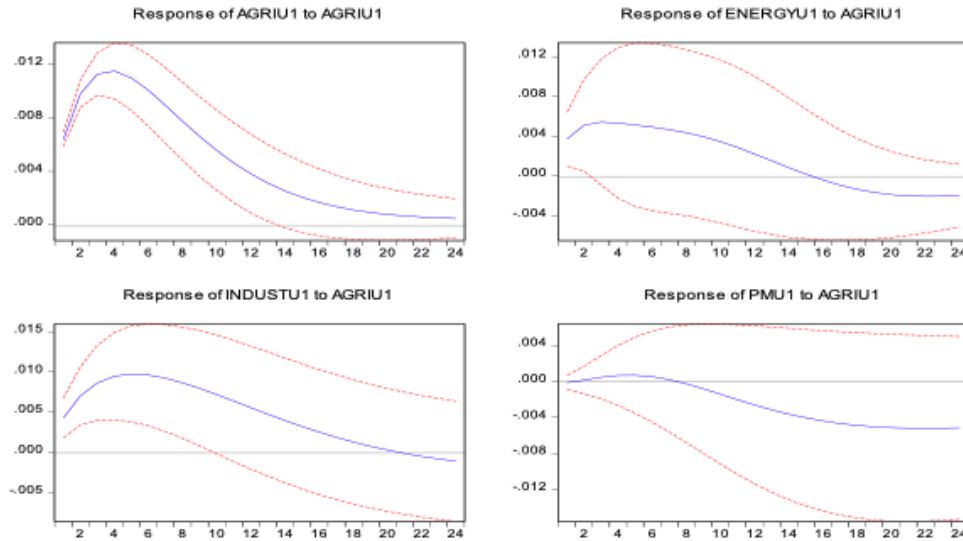 Response of AGRIU1 to AGRIU1
.012
.008
.004
.000
2 4 6 8 10 12 14 16 18 20 22 24
Response of ENERGYU1 to AGRIU1
.012
.008
.004
.000
-.004
2 4 6 8 10 12 14 16 18 20 22 24
Response of INDUSTU1 to AGRIU1
.015
.010
.005
.000
-.005
2 4 6 8 10 12 14 16 18 20 22 24
Response of PMU1 to AGRIU1
.004
.000
-.004
-.008
-.012
2 4 6 8 10 12 14 16 18 20 22 24